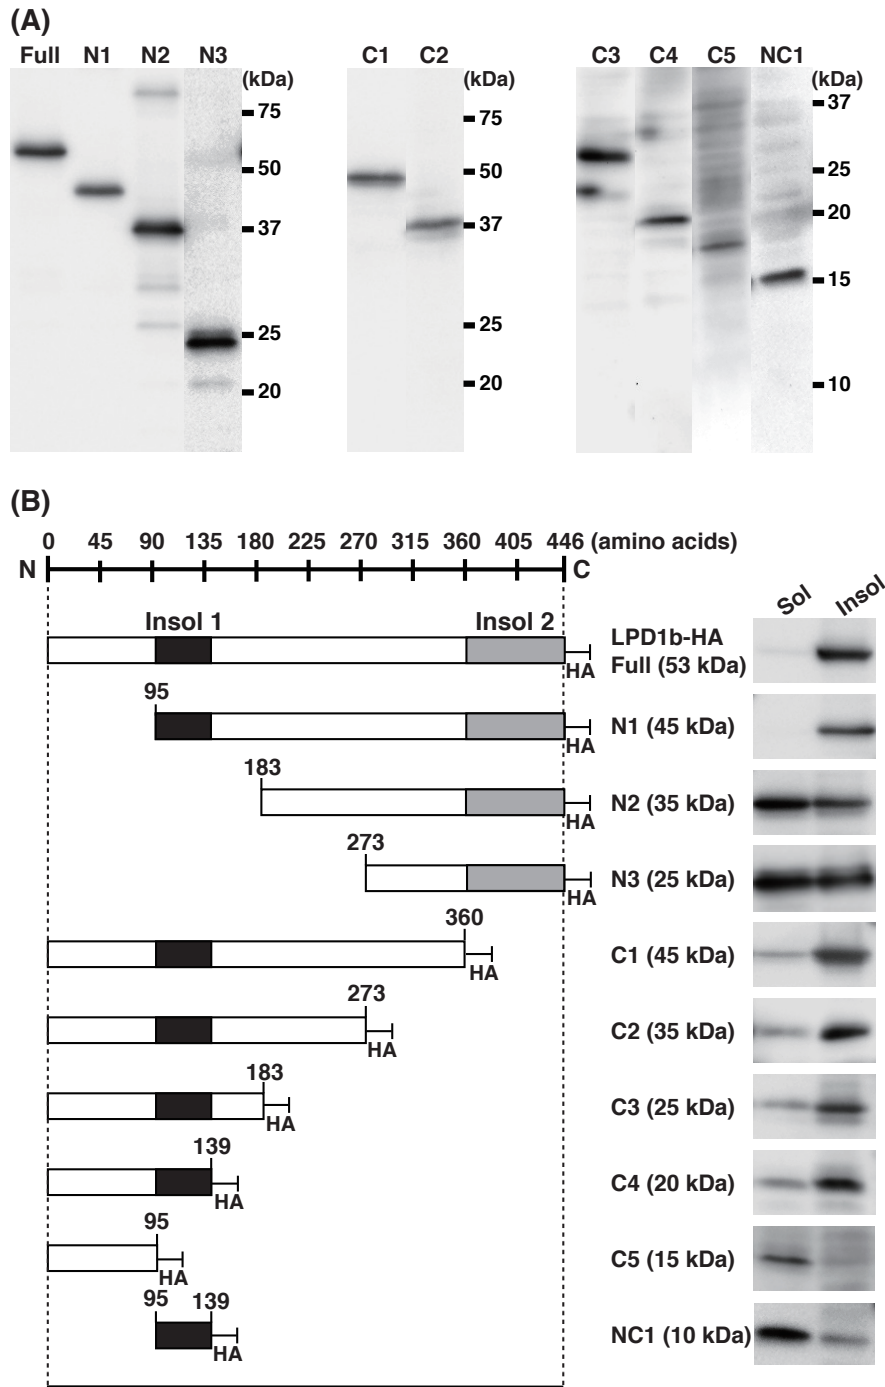 (A)
Full N1 N2 N3 C1 C2 C3 C4 C5 NC1
(kDa) (kDa) (kDa)
75 75 37
50 50 25
37 37 20
25 25 15
20 20 10
(B)
0 45 90 135 180 225 270 315 360 405 446 (amino acids)
N C
Sol Insol
Insol 1 Insol 2
LPD1b-HA
Full (53 kDa)
HA
95
N1 (45 kDa)
HA
183
N2 (35 kDa)
HA
273
N3 (25 kDa)
HA
360
C1 (45 kDa)
HA
273
C2 (35 kDa)
HA
183
C3 (25 kDa)
HA
139
C4 (20 kDa)
HA
95
C5 (15 kDa)
HA
95 139
NC1 (10 kDa)
HA